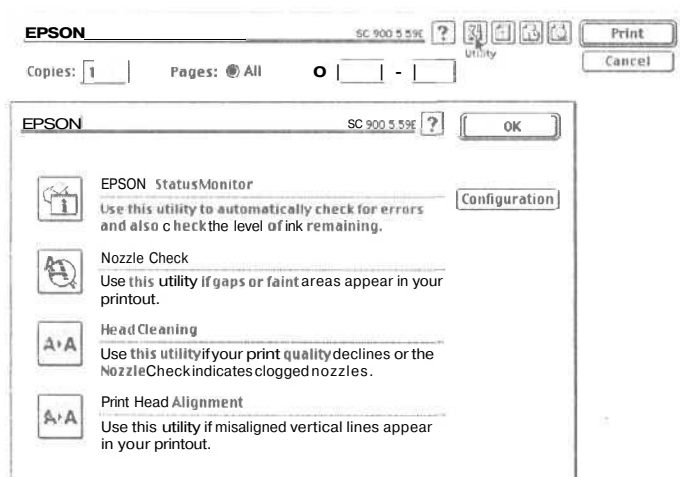 EPSON SC 900 5.59E ? Print
Utility
Copies: 1 Pages: All O - Cancel
EPSON SC 900 5.59E ? OK
EPSON StatusMonitor
Use this utility to automatically check for errors
and also c heck the level of ink remaining.
Configuration
Nozzle Check
Use this utility if gaps or faint areas appear in your
printout.
Head Cleaning
Use this utility if your print quality declines or the
Nozzle Check indicates clogged nozzles.
Print Head Alignment
Use this utility if misaligned vertical lines appear
in your printout.